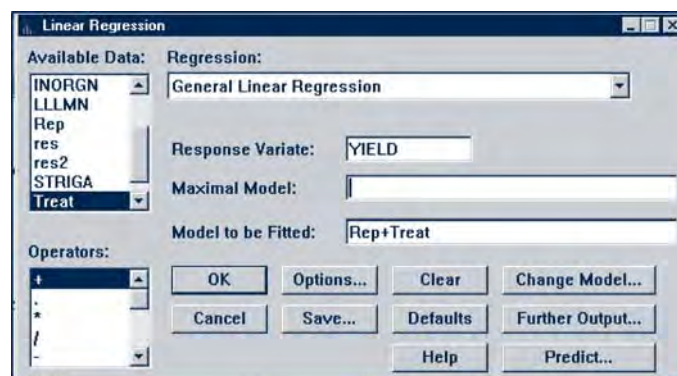 Linear Regression
Available Data:
INORGN
LLLMN
Rep
res
res2
STRIGA
Treat
Operators:
+
.
*
/
-
Regression:
General Linear Regression
Response Variate: YIELD
Maximal Model:
Model to be Fitted: Rep+Treat
OK Options... Clear Change Model...
Cancel Save... Defaults Further Output...
Help Predict...